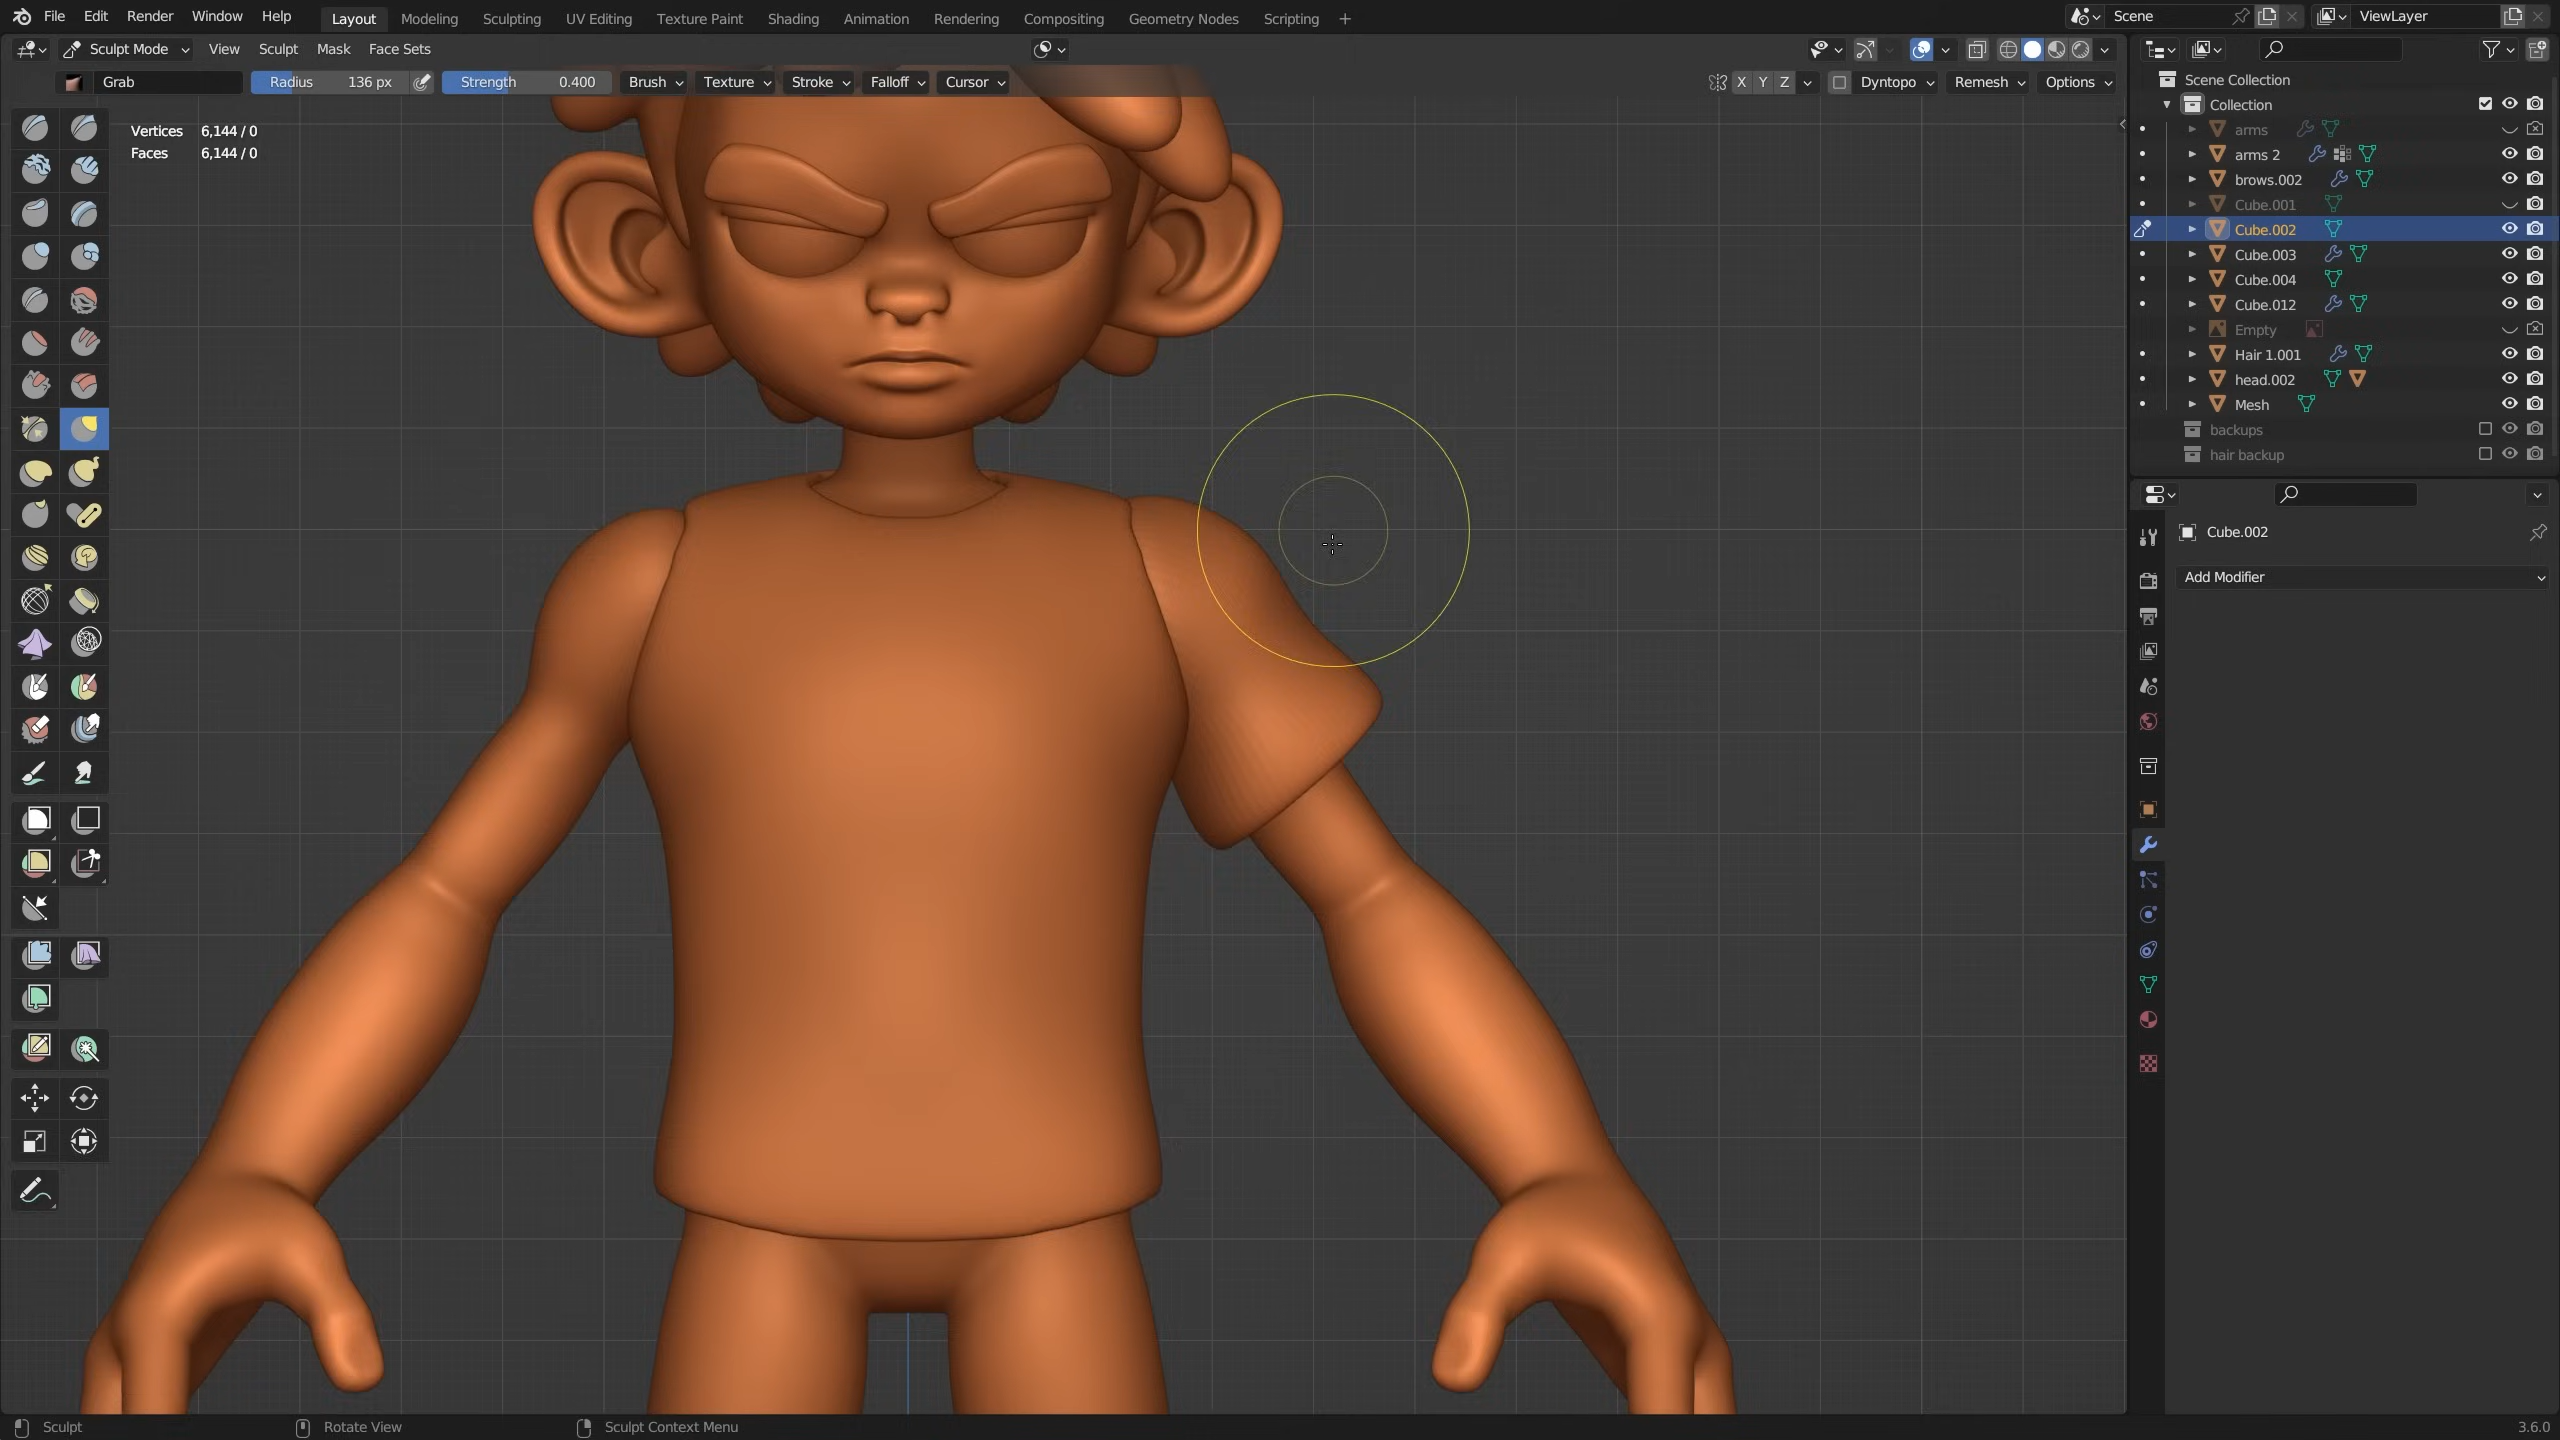 File Edit Render Window Help Layout Modeling Sculpting UV Editing Texture Paint Shading Animation Rendering Compositing Geometry Nodes Scripting + Scene ViewLayer
Sculpt Mode View Sculpt Mask Face Sets
Grab Radius 136 px Strength 0.400 Brush Texture Stroke Falloff Cursor X Y Z Dyntopo Remesh Options
Vertices 6,144 / 0
Faces 6,144 / 0
Scene Collection
Collection
arms
arms 2
brows.002
Cube.001
Cube.002
Cube.003
Cube.004
Cube.012
Empty
Hair 1.001
head.002
Mesh
backups
hair backup
Cube.002
Add Modifier
Sculpt Rotate View Sculpt Context Menu 3.6.0